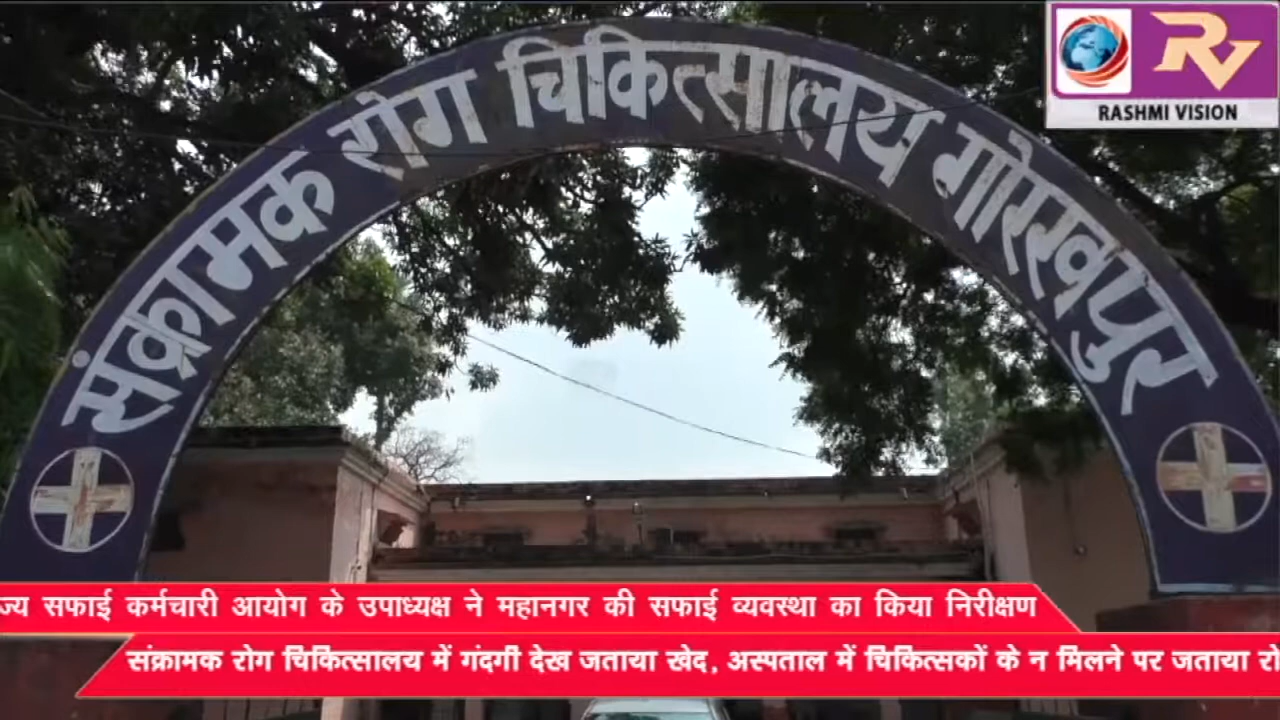 RV
RASHMI VISION
संक्रामक रोग चिकित्सालय गोरखपुर
सफाई कर्मचारी आयोग के उपाध्यक्ष ने महानगर की सफाई व्यवस्था का किया निरीक्षण
संक्रामक रोग चिकित्सालय में गंदगी देख जताया खेद, अस्पताल में चिकित्सकों के न मिलने पर जताया